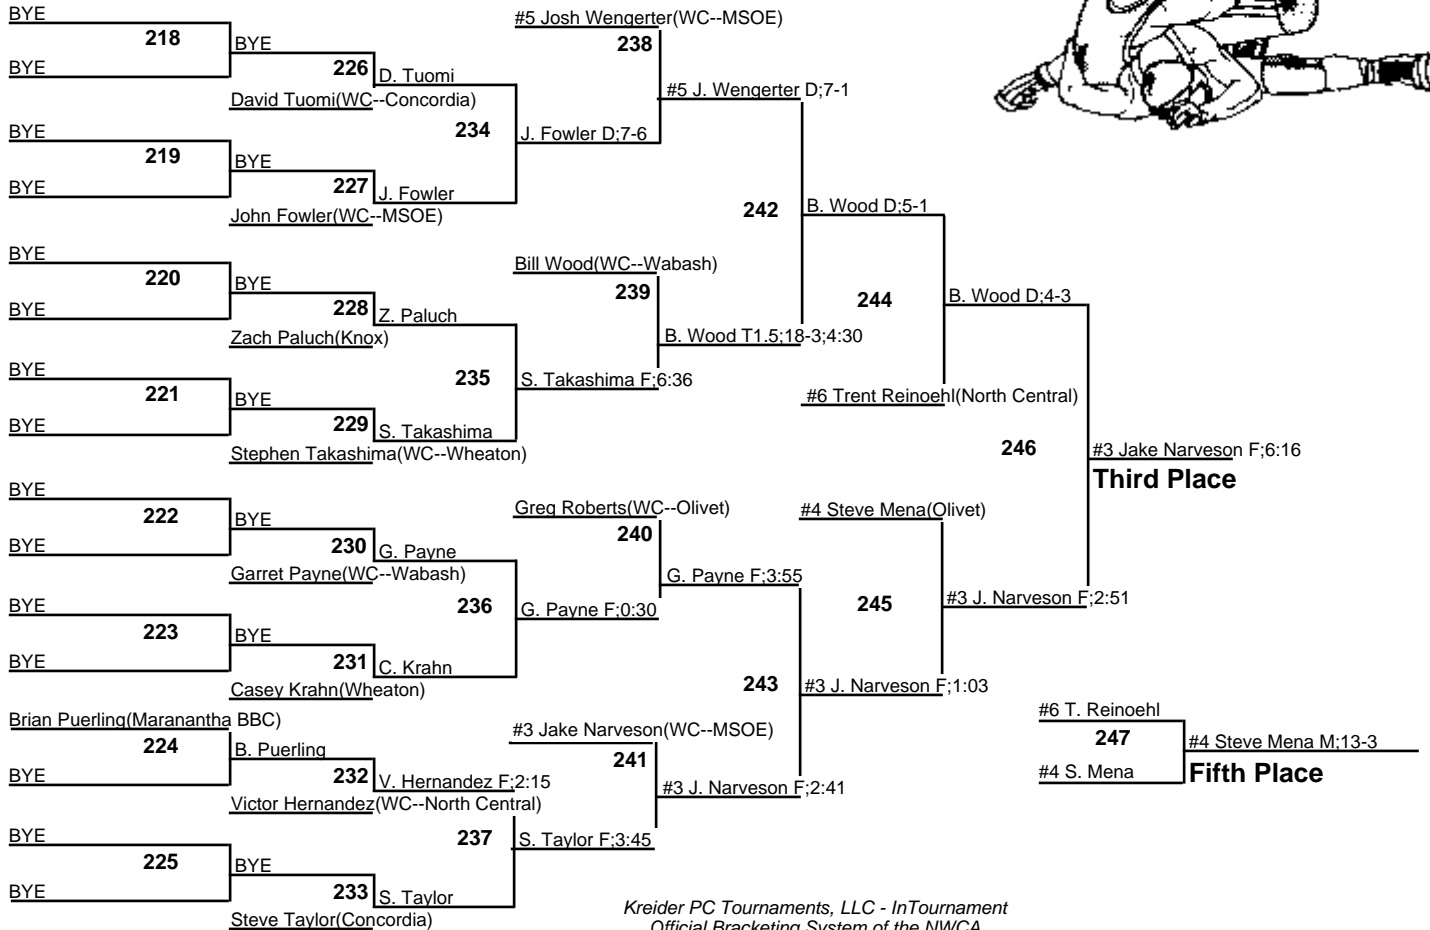 BYE
#5 Josh Wengerter(WC--MSOE)
218
BYE
238
BYE
226
D. Tuomi
#5 J. Wengerter D;7-1
David Tuomi(WC--Concordia)
BYE
234
J. Fowler D;7-6
219
BYE
BYE
227
J. Fowler
John Fowler(WC--MSOE)
242
B. Wood D;5-1
BYE
Bill Wood(WC--Wabash)
220
BYE
239
244
B. Wood D;4-3
BYE
228
Z. Paluch
Zach Paluch(Knox)
B. Wood T1.5;18-3;4:30
BYE
235
S. Takashima F;6:36
221
BYE
#6 Trent Reinoehl(North Central)
BYE
229
S. Takashima
Stephen Takashima(WC--Wheaton)
246
#3 Jake Narveson F;6:16
Third Place
BYE
Greg Roberts(WC--Olivet)
#4 Steve Mena(Olivet)
222
BYE
240
BYE
230
G. Payne
Garret Payne(WC--Wabash)
G. Payne F;3:55
BYE
236
G. Payne F;0:30
245
#3 J. Narveson F;2:51
223
BYE
BYE
231
C. Krahn
Casey Krahn(Wheaton)
243
#3 J. Narveson F;1:03
Brian Puerling(Maranantha BBC)
#3 Jake Narveson(WC--MSOE)
#6 T. Reinoehl
224
B. Puerling
241
247
#4 Steve Mena M;13-3
BYE
232
V. Hernandez F;2:15
#3 J. Narveson F;2:41
#4 S. Mena
Fifth Place
Victor Hernandez(WC--North Central)
BYE
237
S. Taylor F;3:45
225
BYE
BYE
233
S. Taylor
Steve Taylor(Concordia)
Kreider PC Tournaments, LLC - InTournament
Official Bracketing System of the NWCA